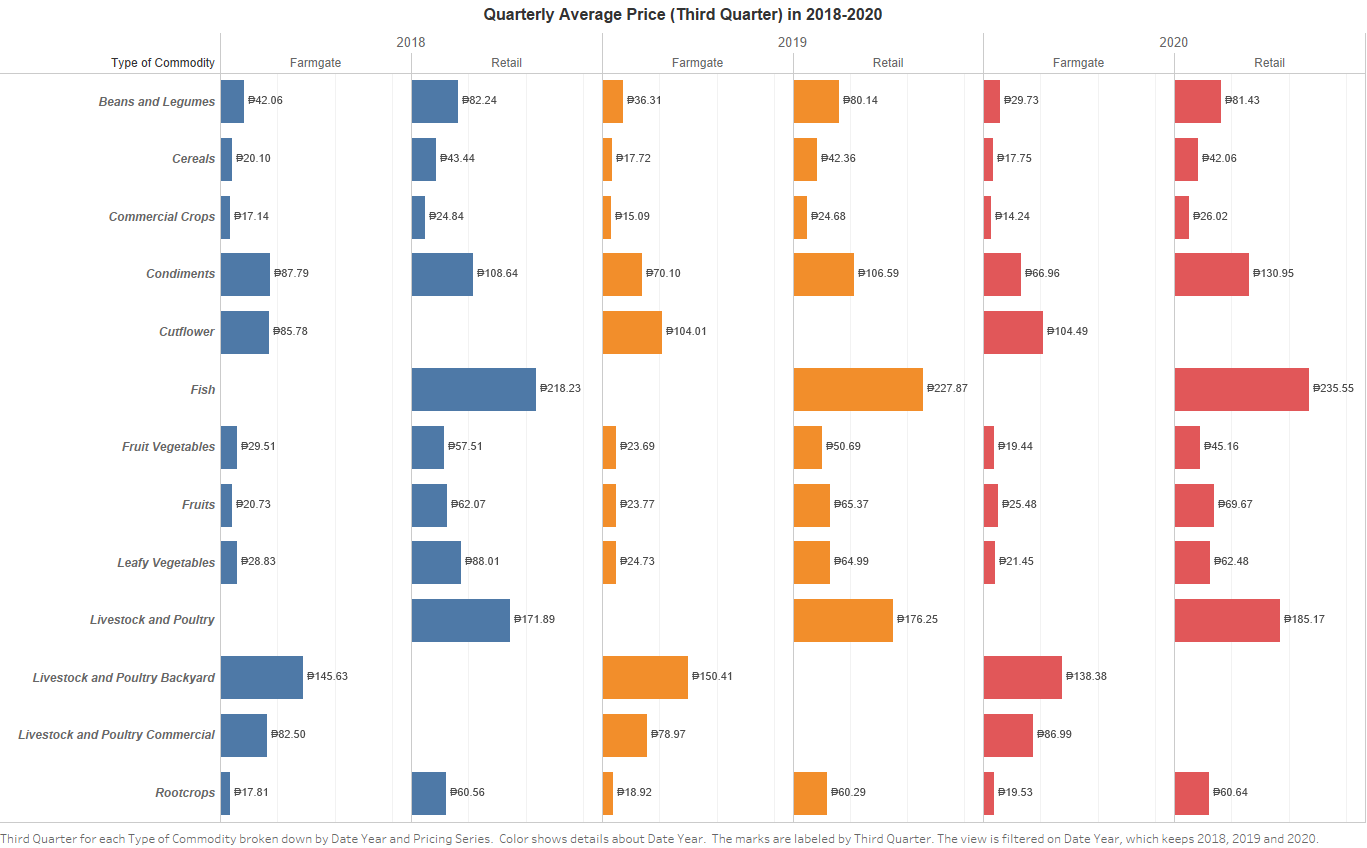 Quarterly Average Price (Third Quarter) in 2018-2020
2018 2019 2020
Type of Commodity Farmgate Retail Farmgate Retail Farmgate Retail
Beans and Legumes ₱42.06 ₱82.24 ₱36.31 ₱80.14 ₱29.73 ₱81.43
Cereals ₱20.10 ₱43.44 ₱17.72 ₱42.36 ₱17.75 ₱42.06
Commercial Crops ₱17.14 ₱24.84 ₱15.09 ₱24.68 ₱14.24 ₱26.02
Condiments ₱87.79 ₱108.64 ₱70.10 ₱106.59 ₱66.96 ₱130.95
Cutflower ₱85.78 ₱104.01 ₱104.49
Fish ₱218.23 ₱227.87 ₱235.55
Fruit Vegetables ₱29.51 ₱57.51 ₱23.69 ₱50.69 ₱19.44 ₱45.16
Fruits ₱20.73 ₱62.07 ₱23.77 ₱65.37 ₱25.48 ₱69.67
Leafy Vegetables ₱28.83 ₱88.01 ₱24.73 ₱64.99 ₱21.45 ₱62.48
Livestock and Poultry ₱171.89 ₱176.25 ₱185.17
Livestock and Poultry Backyard ₱145.63 ₱150.41 ₱138.38
Livestock and Poultry Commercial ₱82.50 ₱78.97 ₱86.99
Rootcrops ₱17.81 ₱60.56 ₱18.92 ₱60.29 ₱19.53 ₱60.64
Third Quarter for each Type of Commodity broken down by Date Year and Pricing Series. Color shows details about Date Year. The marks are labeled by Third Quarter. The view is filtered on Date Year, which keeps 2018, 2019 and 2020.